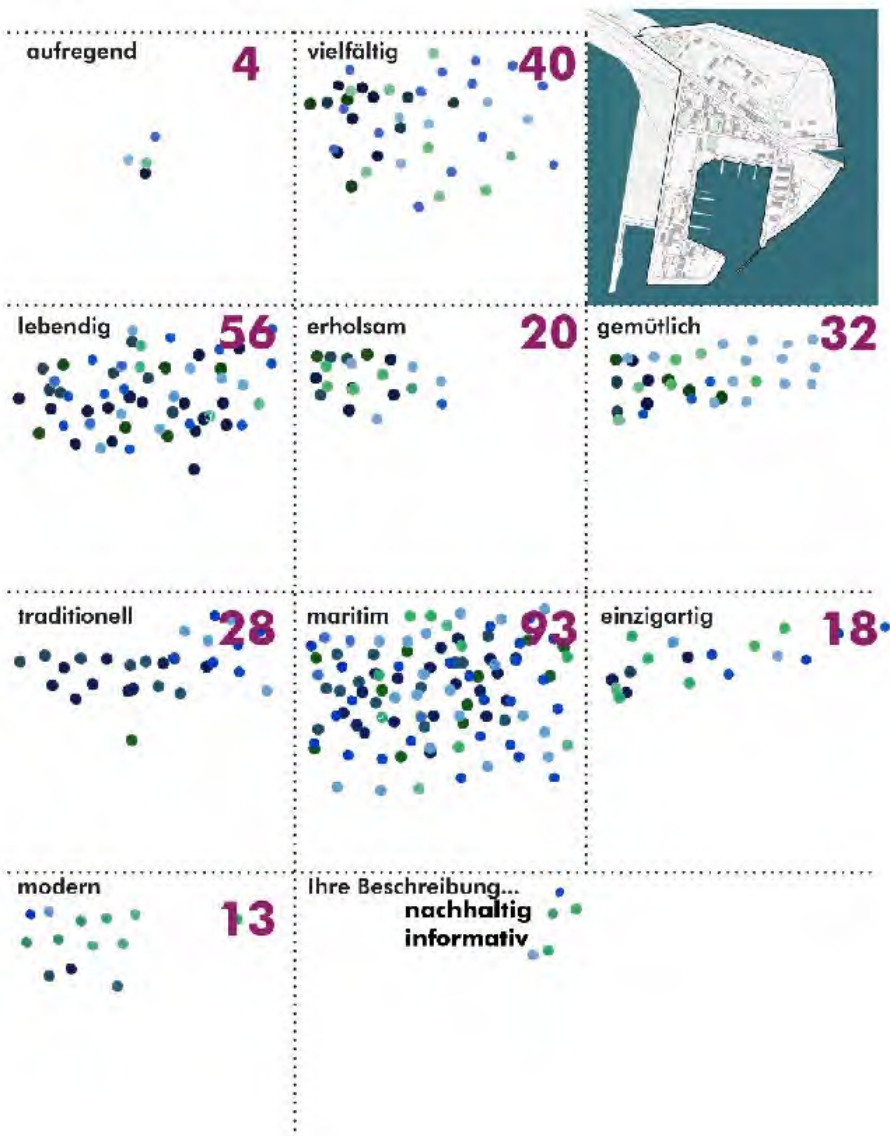 aufregend 4
vielfältig 40
lebendig 56
erholsam 20
gemütlich 32
traditionell 28
maritim 93
einzigartig 18
modern 13
Ihre Beschreibung...
nachhaltig
informativ